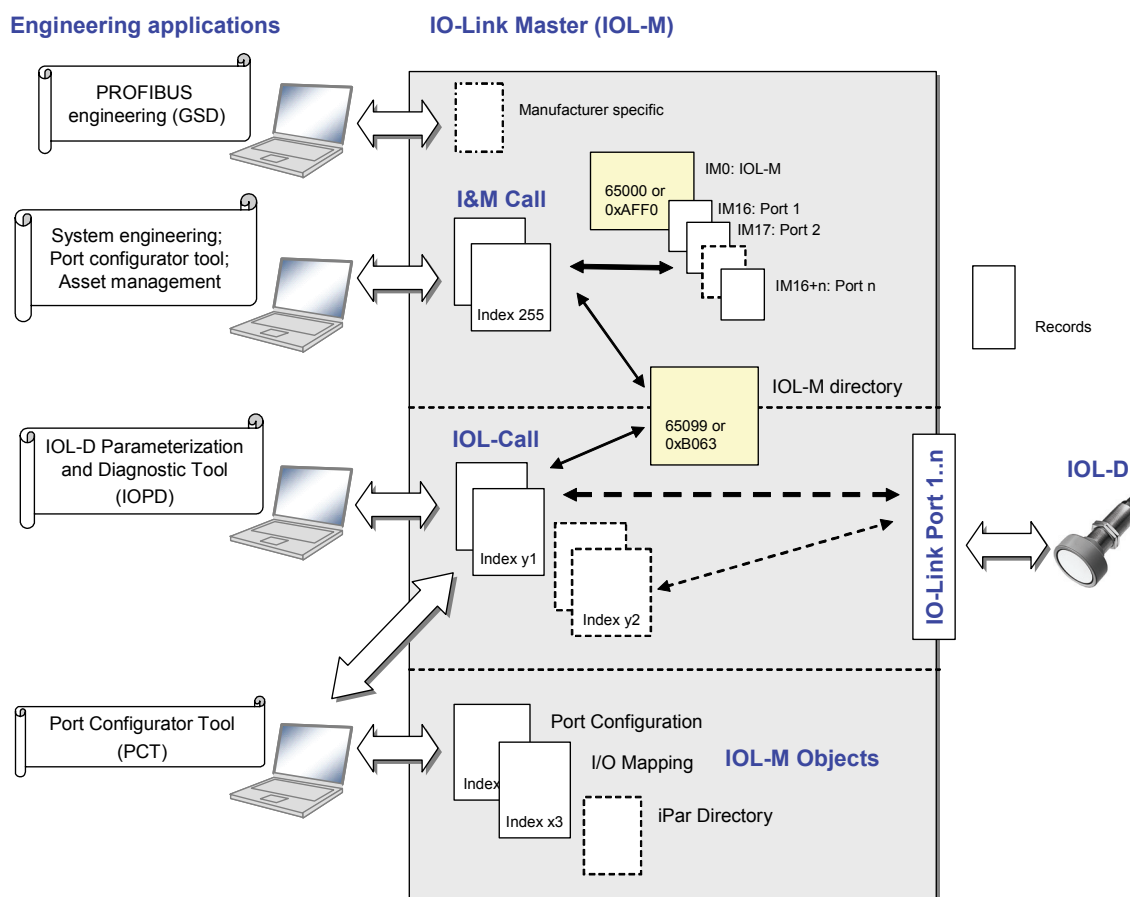 Engineering applications
IO-Link Master (IOL-M)
PROFIBUS
engineering (GSD)
Manufacturer specific
IM0: IOL-M
65000 or
0xAFF0
I&M Call
IM16: Port 1
IM17: Port 2
System engineering;
Port configurator tool;
Asset management
IM16+n: Port n
Index 255
Records
IOL-M directory
65099 or
0xB063
IOL-Call
IOL-D Parameterization
and Diagnostic Tool
(IOPD)
IO-Link Port 1..n
IOL-D
Index y1
Index y2
Port Configurator Tool
(PCT)
Port Configuration
I/O Mapping
IOL-M Objects
Index
Index x3
iPar Directory